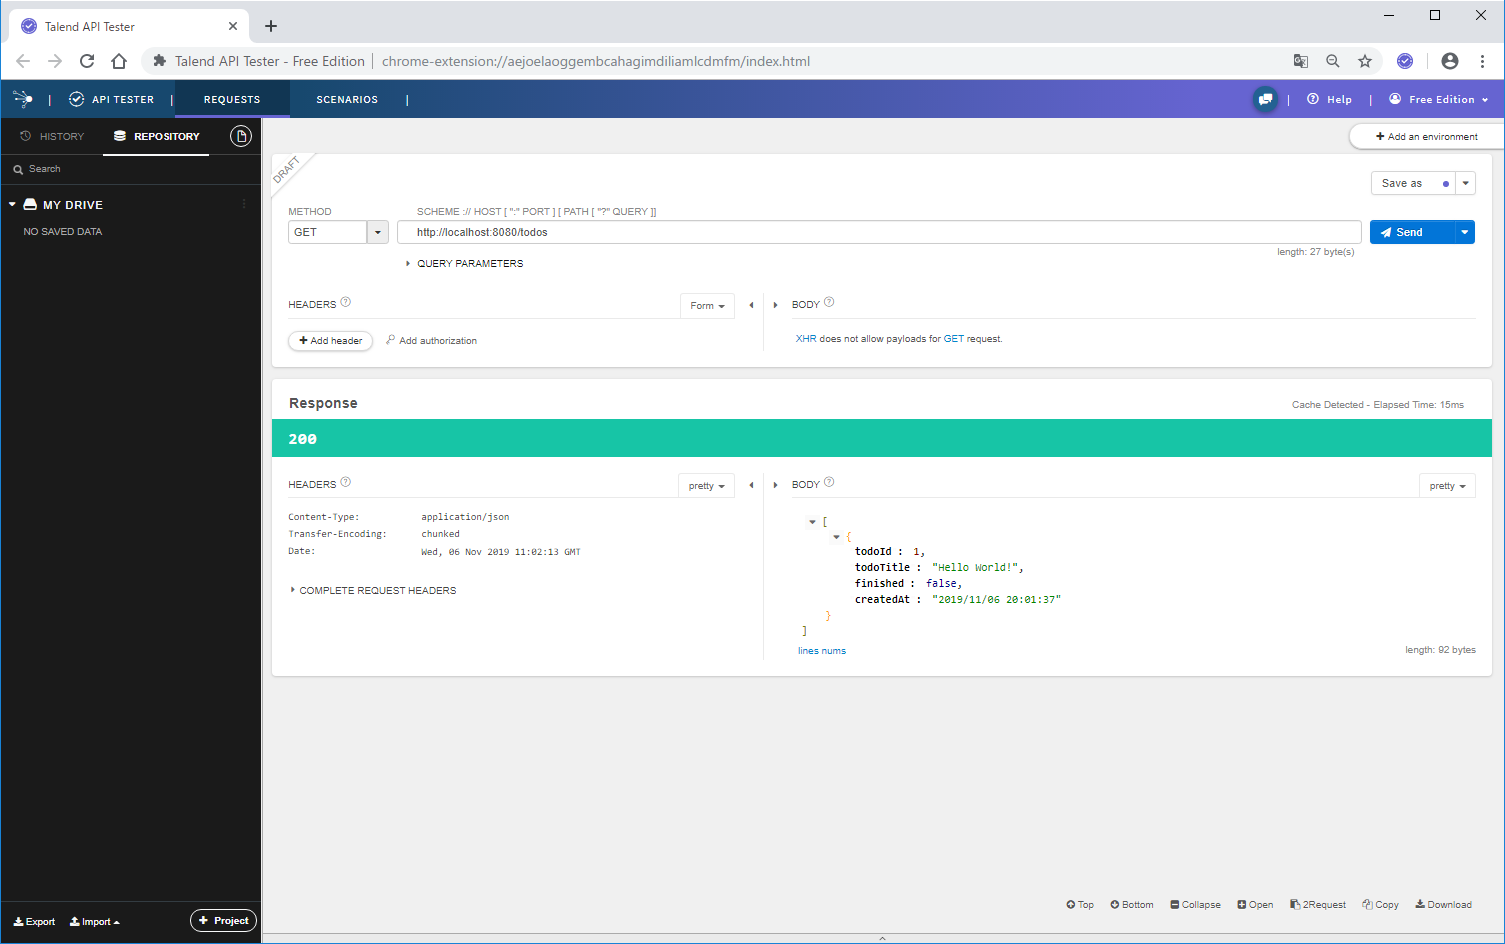 Talend API Tester
Talend API Tester - Free Edition | chrome-extension://aejoelaoggembcahagimdiliamlcdmfm/index.html
| API TESTER | REQUESTS SCENARIOS | | Help | Free Edition
HISTORY REPOSITORY
Add an environment
Search
DRAFT
Save as
MY DRIVE
NO SAVED DATA
METHOD SCHEME :// HOST [ ":" PORT ] [ PATH [ "?" QUERY ]]
GET http://localhost:8080/todos Send
length: 27 byte(s)
QUERY PARAMETERS
HEADERS ? Form BODY ?
Add header Add authorization XHR does not allow payloads for GET request.
Response
Cache Detected - Elapsed Time: 15ms
200
HEADERS ? pretty BODY ? pretty
Content-Type: application/json
Transfer-Encoding: chunked
Date: Wed, 06 Nov 2019 11:02:13 GMT
COMPLETE REQUEST HEADERS
[
{
todoId : 1,
todoTitle : "Hello World!",
finished : false,
createdAt : "2019/11/06 20:01:37"
}
]
lines nums length: 92 bytes
Top Bottom Collapse Open 2Request Copy Download
Export Import + Project